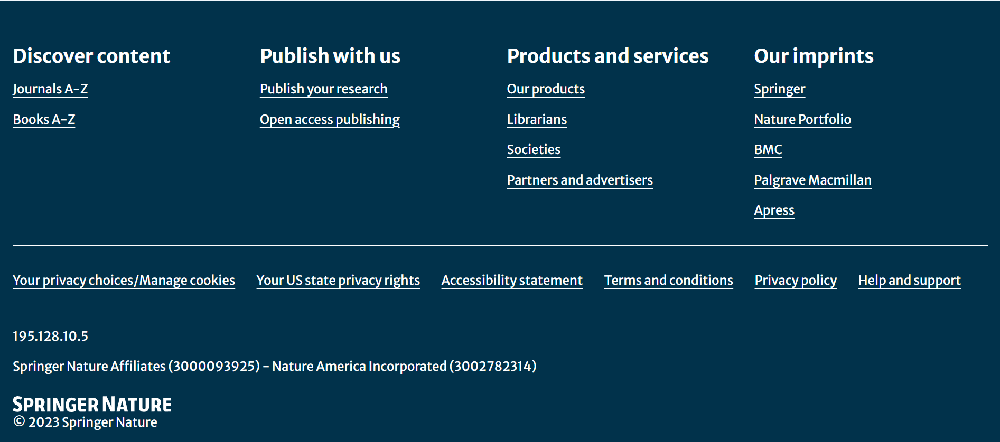 Discover content
Journals A-Z
Books A-Z
Publish with us
Publish your research
Open access publishing
Products and services
Our products
Librarians
Societies
Partners and advertisers
Our imprints
Springer
Nature Portfolio
BMC
Palgrave Macmillan
Apress
Your privacy choices/Manage cookies
Your US state privacy rights
Accessibility statement
Terms and conditions
Privacy policy
Help and support
195.128.10.5
Springer Nature Affiliates (3000093925) - Nature America Incorporated (3002782314)
SPRINGER NATURE
© 2023 Springer Nature